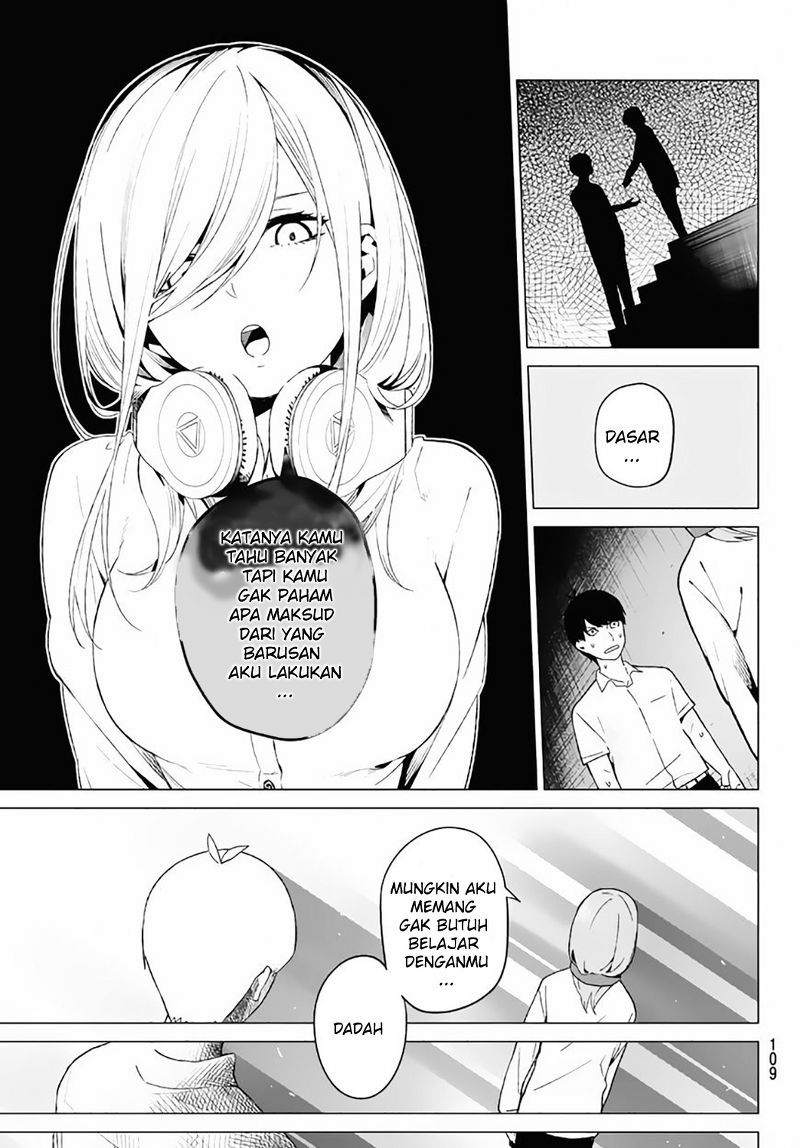 DASAR
...
KATANYA KAMU
TAHU BANYAK
TAPI KAMU
GAK PAHAM
APA MAKSUD
DARI YANG
BARUSAN
AKU LAKUKAN
...
MUNGKIN AKU
MEMANG
GAK BUTUH
BELAJAR
DENGANMU
...
DADAH
109